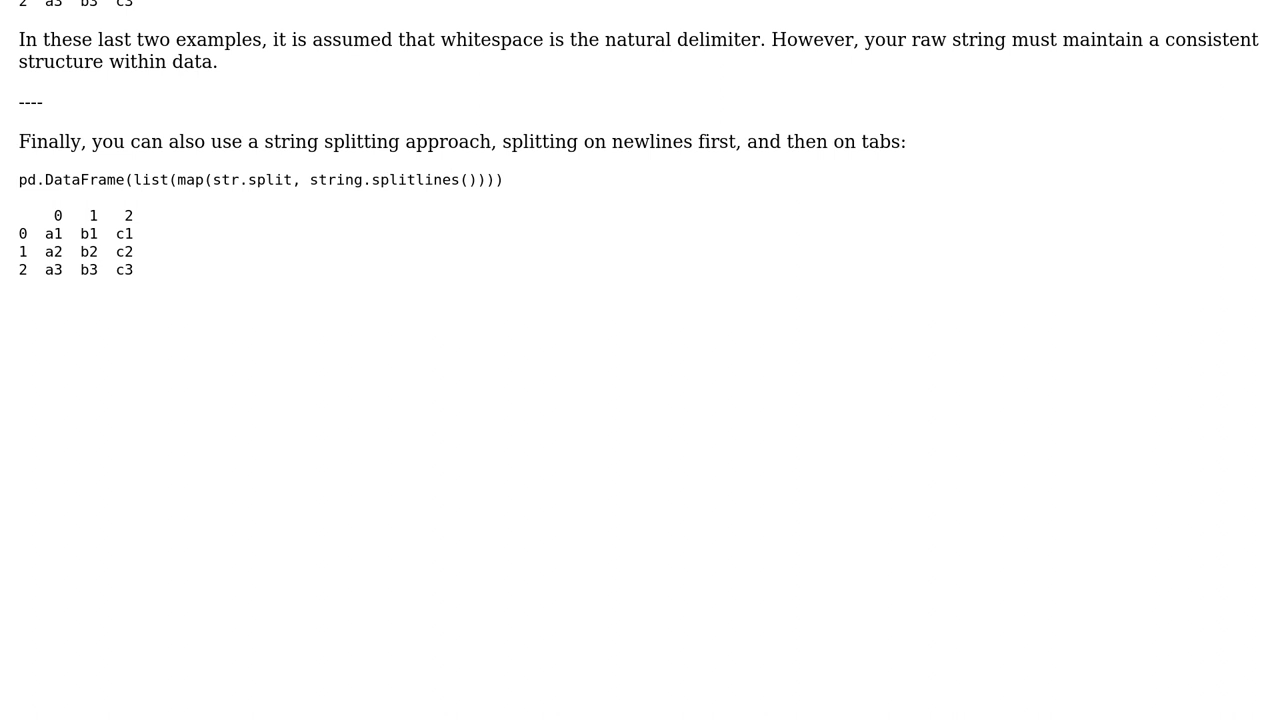 2  a3  b3  c3
In these last two examples, it is assumed that whitespace is the natural delimiter. However, your raw string must maintain a consistent
structure within data.
----
Finally, you can also use a string splitting approach, splitting on newlines first, and then on tabs:
pd.DataFrame(list(map(str.split, string.splitlines())))
    0   1   2
0  a1  b1  c1
1  a2  b2  c2
2  a3  b3  c3